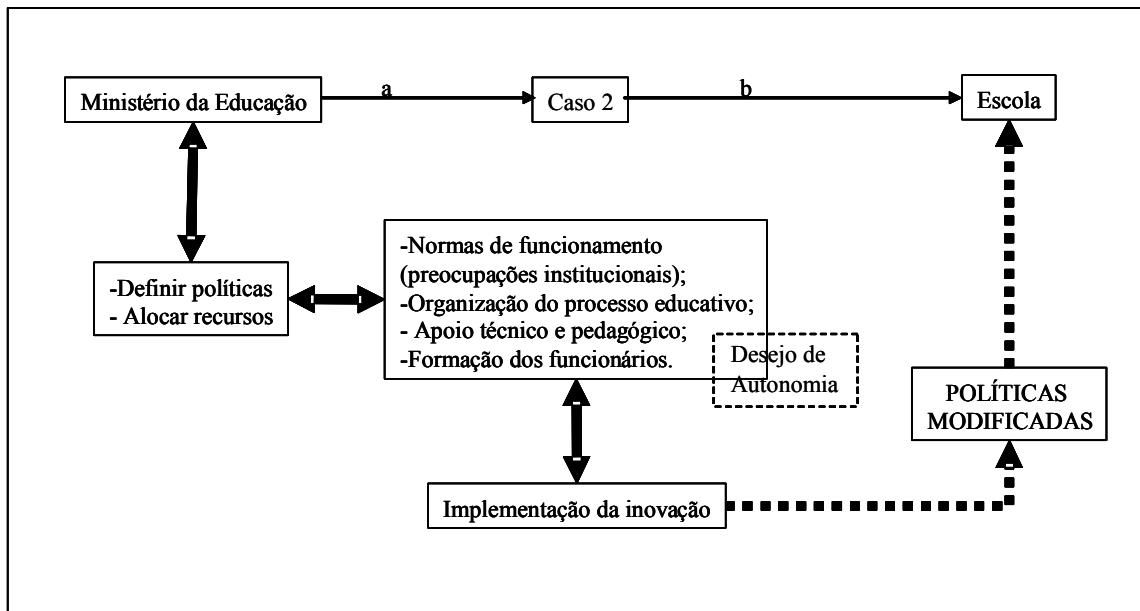 Ministério da Educação
a
Caso 2
b
Escola
-Definir políticas
- Alocar recursos
-Normas de funcionamento
(preocupações institucionais);
-Organização do processo educativo;
- Apoio técnico e pedagógico;
-Formação dos funcionários.
Desejo de
Autonomia
POLÍTICAS
MODIFICADAS
Implementação da inovação